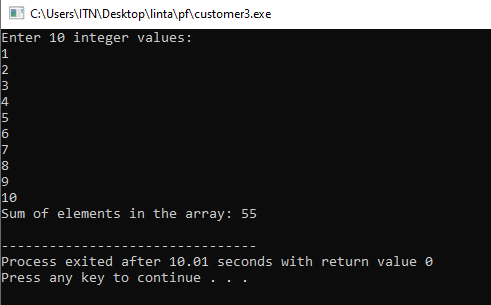 C:\Users\ITN\Desktop\linta\pf\customer3.exe
Enter 10 integer values:
1
2
3
4
5
6
7
8
9
10
Sum of elements in the array: 55
--------------------------------
Process exited after 10.01 seconds with return value 0
Press any key to continue . . .